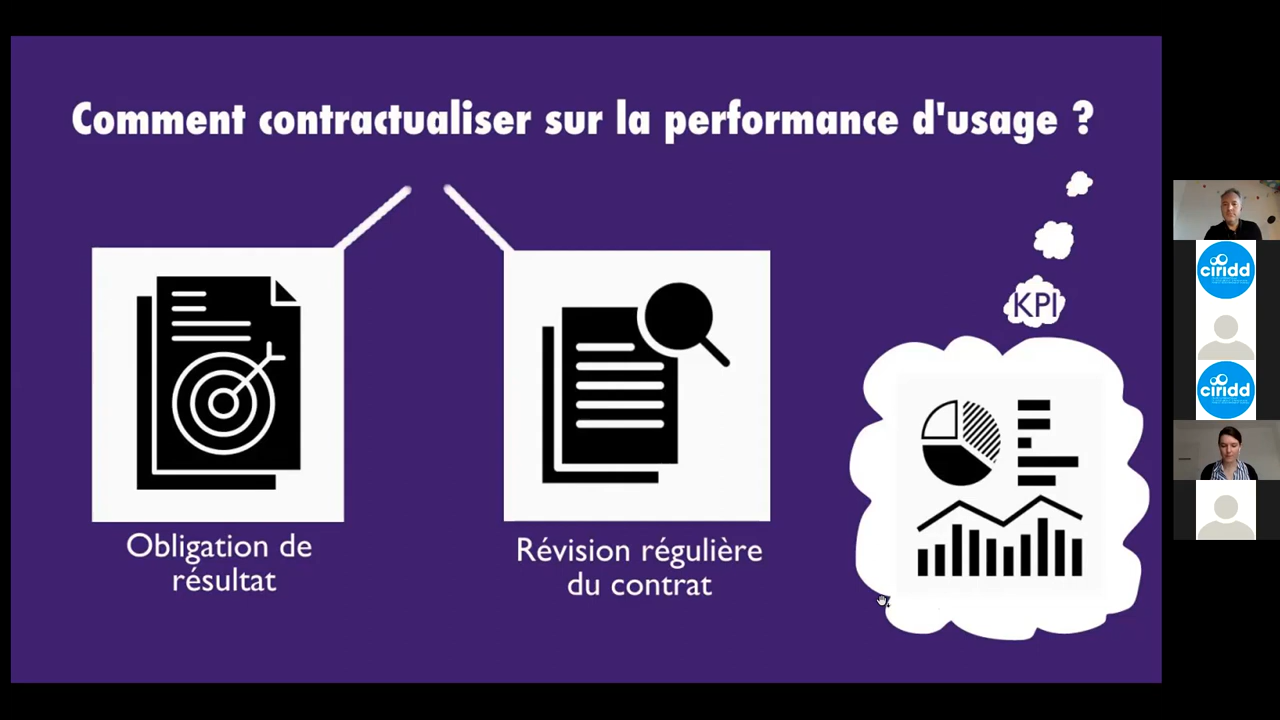 Comment contractualiser sur la performance d'usage ?
KPI
Obligation de
résultat
Révision régulière
du contrat
ciridd
ciridd